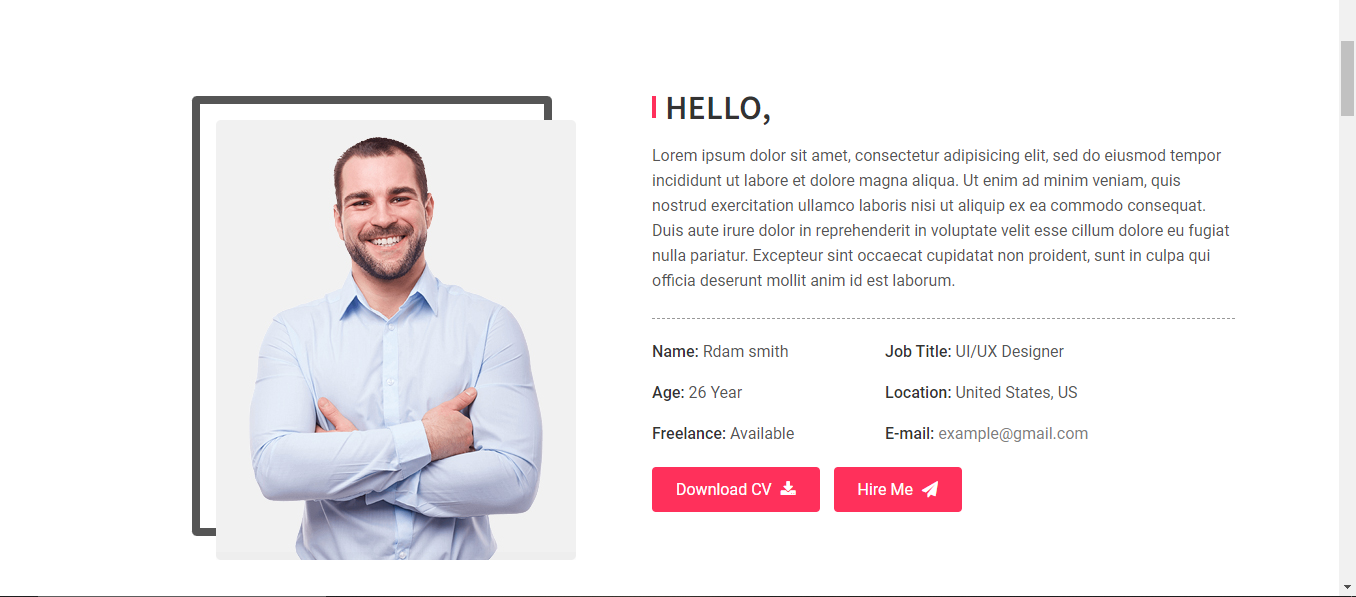 HELLO,
Lorem ipsum dolor sit amet, consectetur adipisicing elit, sed do eiusmod tempor
incididunt ut labore et dolore magna aliqua. Ut enim ad minim veniam, quis
nostrud exercitation ullamco laboris nisi ut aliquip ex ea commodo consequat.
Duis aute irure dolor in reprehenderit in voluptate velit esse cillum dolore eu fugiat
nulla pariatur. Excepteur sint occaecat cupidatat non proident, sunt in culpa qui
officia deserunt mollit anim id est laborum.
Name: Rdam smith Job Title: UI/UX Designer
Age: 26 Year Location: United States, US
Freelance: Available E-mail: example@gmail.com
Download CV Hire Me